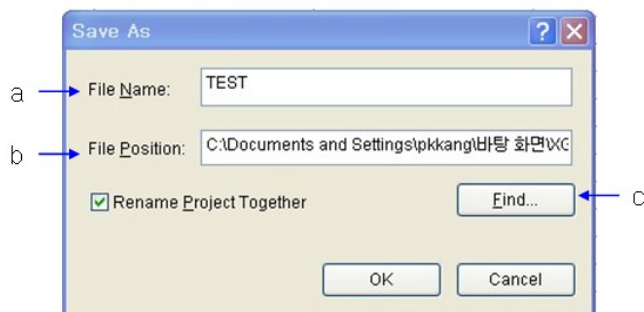 Save As
a
File Name:
TEST
b
File Position:
C:\Documents and Settings\pkkang\바탕 화면\XG
Rename Project Together
Find...
c
OK
Cancel